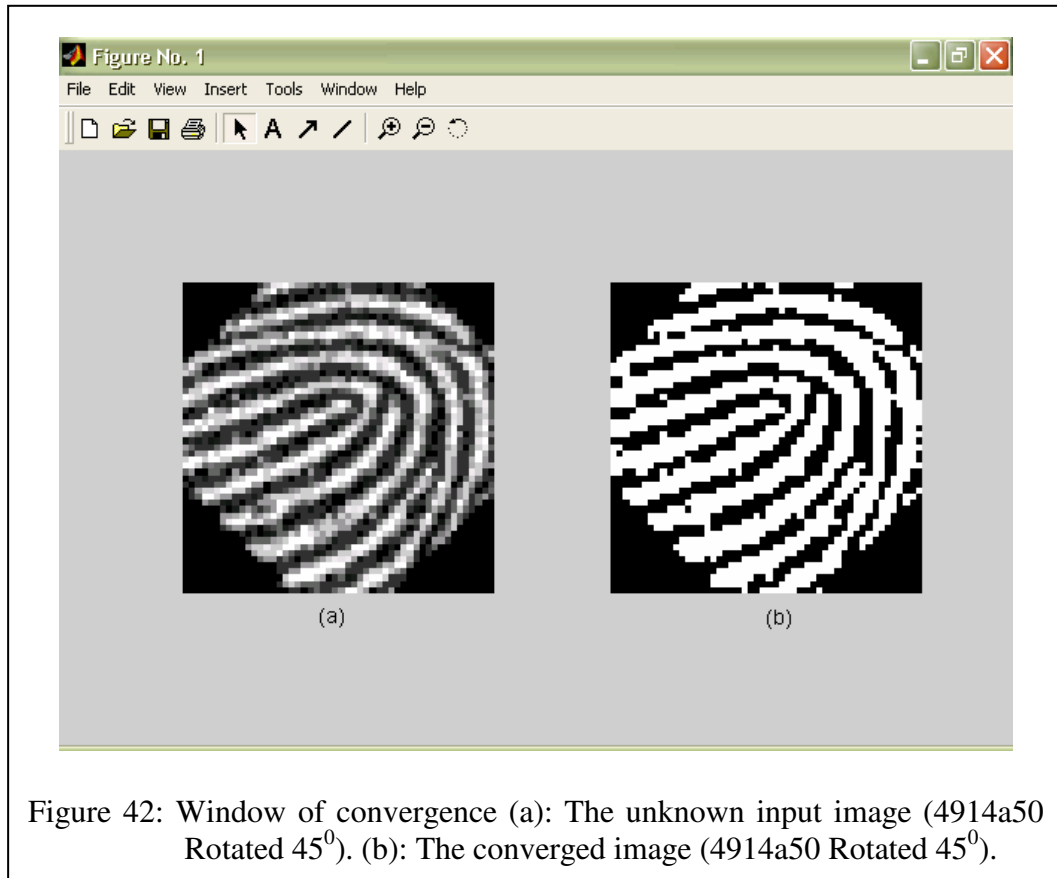 Figure No. 1
File Edit View Insert Tools Window Help
A
(a) (b)
Figure 42: Window of convergence (a): The unknown input image (4914a50
Rotated 45⁰). (b): The converged image (4914a50 Rotated 45⁰).